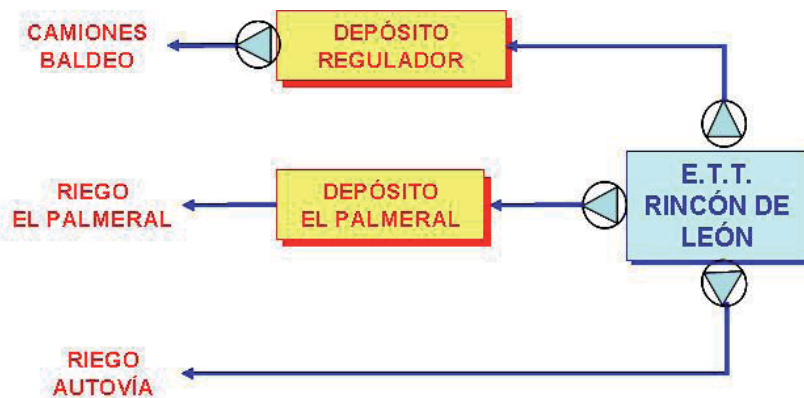 CAMIONES
BALDEO
DEPÓSITO
REGULADOR
E.T.T.
RINCÓN DE
LEÓN
RIEGO
EL PALMERAL
DEPÓSITO
EL PALMERAL
RIEGO
AUTOVÍA